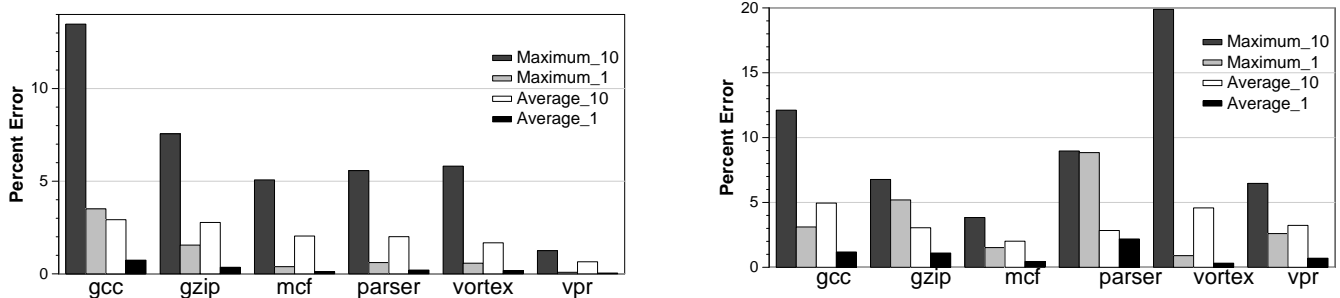 Percent Error
10
5
0
Maximum_10
Maximum_1
Average_10
Average_1
gcc gzip mcf parser vortex vpr
Percent Error
20
15
10
5
0
Maximum_10
Maximum_1
Average_10
Average_1
gcc gzip mcf parser vortex vpr